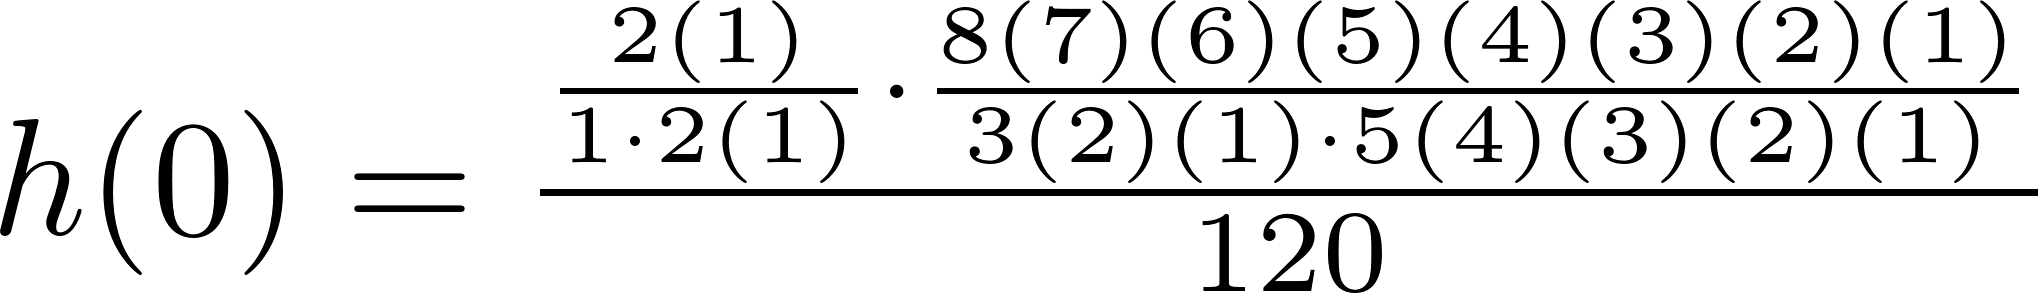 h(0) = \frac{\frac{2(1)}{1 \cdot 2(1)} \cdot \frac{8(7)(6)(5)(4)(3)(2)(1)}{3(2)(1) \cdot 5(4)(3)(2)(1)}}{120}